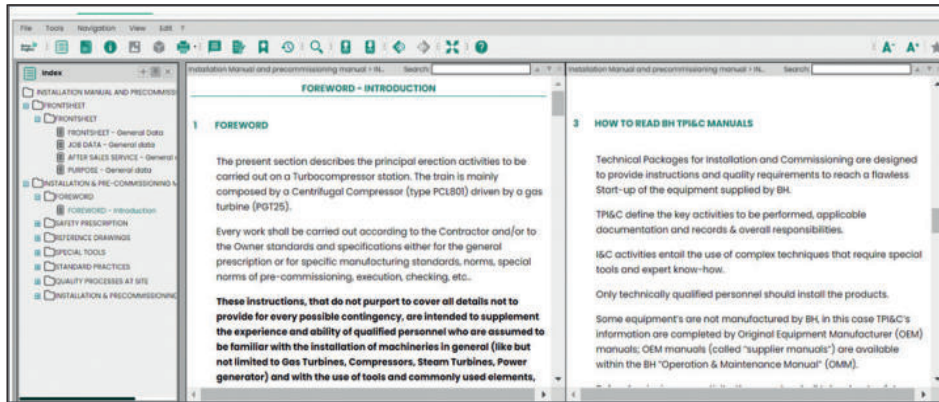 File Tools Navigation View Edit ?
A- A+
Index
INSTALLATION MANUAL AND PRECOMMISS
FRONTSHEET
FRONTSHEET
FRONTSHEET - General Data
JOB DATA - General data
AFTER SALES SERVICE - General
PURPOSE - General data
INSTALLATION & PRE-COMMISSIONING M
FOREWORD
FOREWORD - Introduction
SAFETY PRESCRIPTION
REFERENCE DRAWINGS
SPECIAL TOOLS
STANDARD PRACTICES
QUALITY PROCESSES AT SITE
INSTALLATION & PRECOMMISSIONING
Installation Manual and precommissioning manual > IN.. Search:
FOREWORD - INTRODUCTION
1 FOREWORD
The present section describes the principal erection activities to be
carried out on a Turbocompressor station. The train is mainly
composed by a Centrifugal Compressor (type PCL801) driven by a gas
turbine (PGT25).
Every work shall be carried out according to the Contractor and/or to
the Owner standards and specifications either for the general
prescription or for specific manufacturing standards, norms, special
norms of pre-commissioning, execution, checking, etc..
These instructions, that do not purport to cover all details not to
provide for every possible contingency, are intended to supplement
the experience and ability of qualified personnel who are assumed to
be familiar with the installation of machineries in general (like but
not limited to Gas Turbines, Compressors, Steam Turbines, Power
generator) and with the use of tools and commonly used elements,
Installation Manual and precommissioning manual > IN.. Search:
3 HOW TO READ BH TPI&C MANUALS
Technical Packages for Installation and Commissioning are designed
to provide instructions and quality requirements to reach a flawless
Start-up of the equipment supplied by BH.
TPI&C define the key activities to be performed, applicable
documentation and records & overall responsibilities.
I&C activities entail the use of complex techniques that require special
tools and expert know-how.
Only technically qualified personnel should install the products.
Some equipment's are not manufactured by BH, in this case TPI&C's
information are completed by Original Equipment Manufacturer (OEM)
manuals; OEM manuals (called "supplier manuals") are available
within the BH "Operation & Maintenance Manual" (OMM).